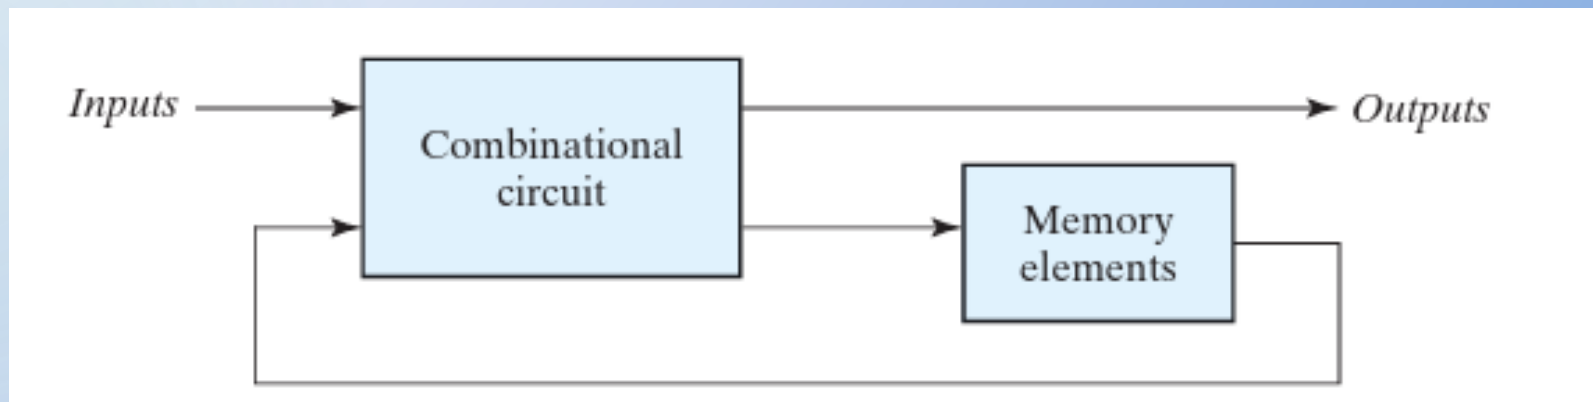 Inputs
Combinational
circuit
Outputs
Memory
elements